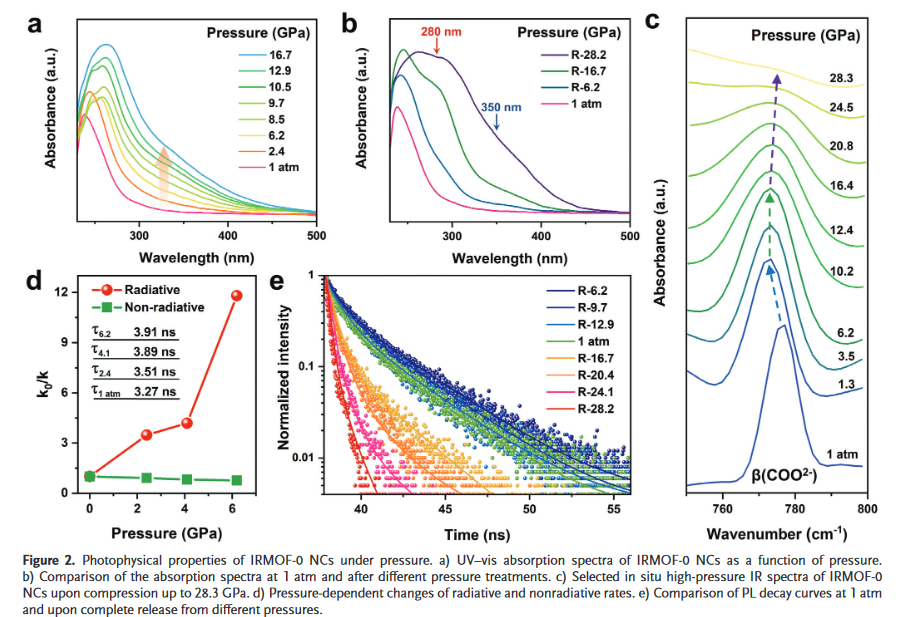 a
Pressure (GPa)
16.7
12.9
10.5
9.7
8.5
6.2
2.4
1 atm
Absorbance (a.u.)
300
400
500
Wavelength (nm)
b
280 nm
350 nm
Pressure (GPa)
R-28.2
R-16.7
R-6.2
1 atm
Absorbance (a.u.)
300
400
500
Wavelength (nm)
c
Pressure (GPa)
28.3
24.5
20.8
16.4
12.4
10.2
6.2
3.5
1.3
1 atm
β(COO²⁻)
Absorbance (a.u.)
760
780
800
Wavenumber (cm⁻¹)
d
Radiative
Non-radiative
τ6.2 3.91 ns
τ4.1 3.89 ns
τ2.4 3.51 ns
τ1 atm 3.27 ns
k₀/k
12
9
6
3
0
0
2
4
6
Pressure (GPa)
e
R-6.2
R-9.7
R-12.9
1 atm
R-16.7
R-20.4
R-24.1
R-28.2
Normalized intensity
1
0.1
0.01
40
45
50
55
Time (ns)
Figure 2. Photophysical properties of IRMOF-0 NCs under pressure. a) UV–vis absorption spectra of IRMOF-0 NCs as a function of pressure.
b) Comparison of the absorption spectra at 1 atm and after different pressure treatments. c) Selected in situ high-pressure IR spectra of IRMOF-0
NCs upon compression up to 28.3 GPa. d) Pressure-dependent changes of radiative and nonradiative rates. e) Comparison of PL decay curves at 1 atm
and upon complete release from different pressures.